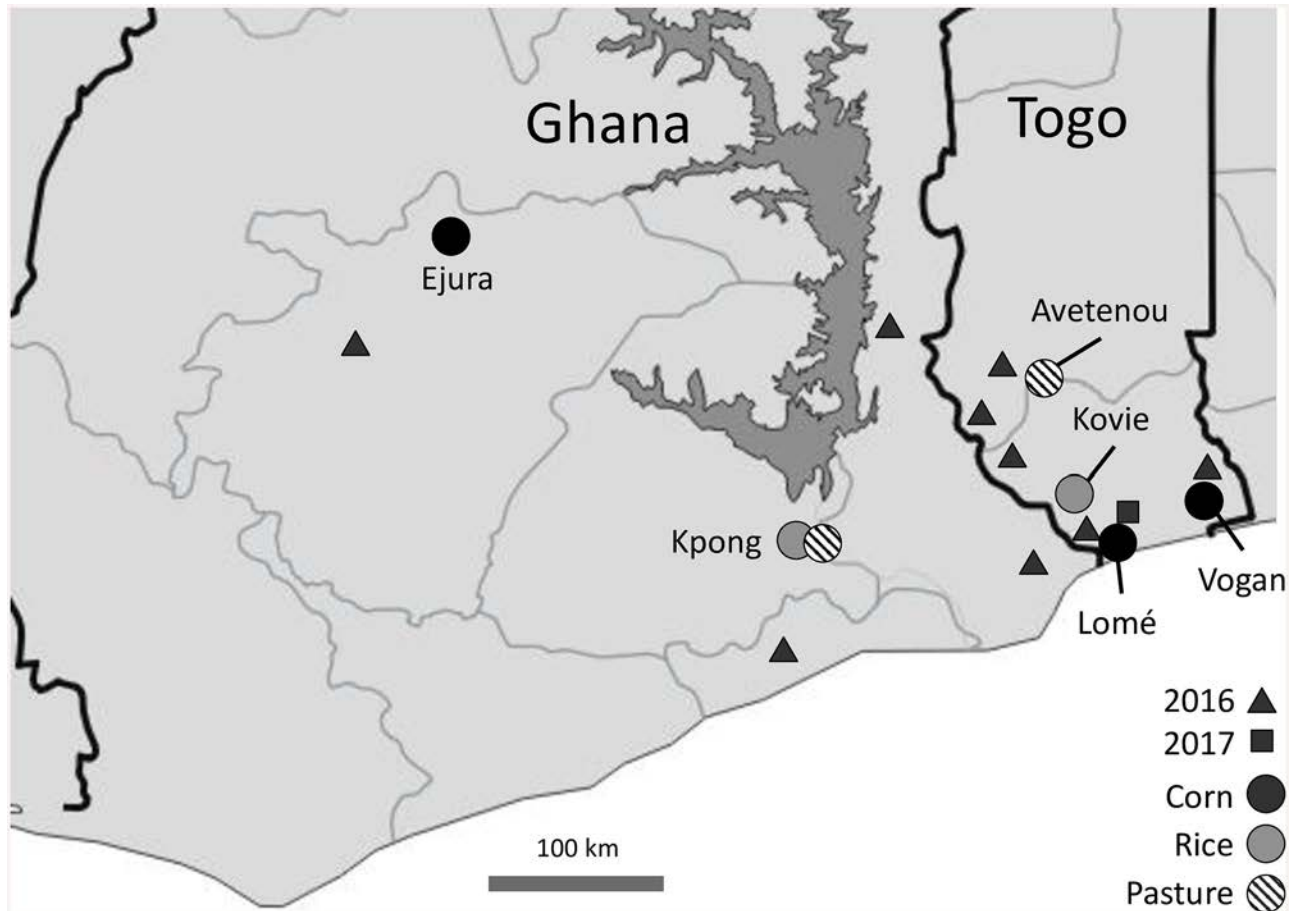 Ghana
Togo
Ejura
Avetenou
Kovie
Kpong
Vogan
Lomé
2016
2017
Corn
100 km
Rice
Pasture